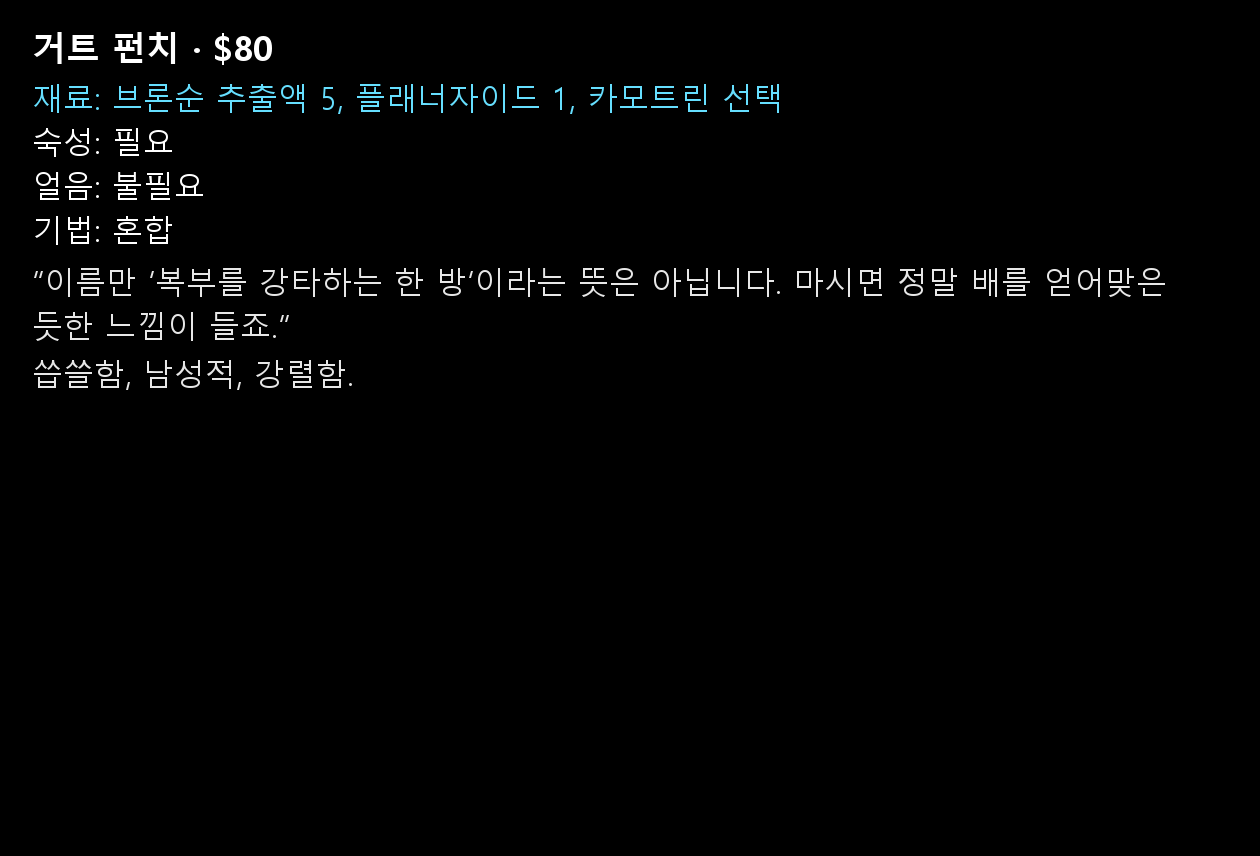 거트 펀치 · $80
재료: 브론슨 추출액 5, 플래너자이드 1, 카모트린 선택
숙성: 필요
얼음: 불필요
기법: 혼합
“이름만 ‘복부를 강타하는 한 방’이라는 뜻은 아닙니다. 마시면 정말 배를 얻어맞은
듯한 느낌이 들죠.“
씁쓸함, 남성적, 강렬함.